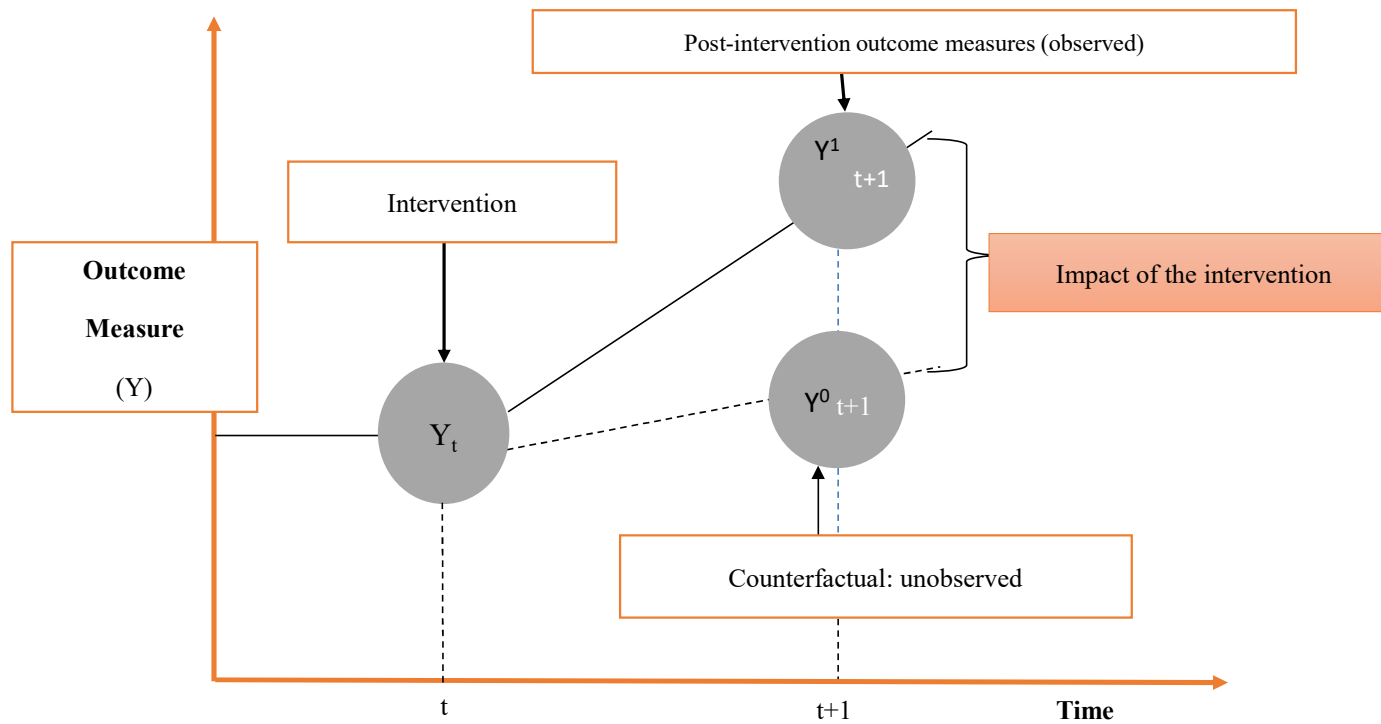 Post-intervention outcome measures (observed)
Y¹
t+1
Intervention
Outcome
Measure
(Y)
Impact of the intervention
Yₜ
Y⁰ t+1
Counterfactual: unobserved
t
t+1
Time